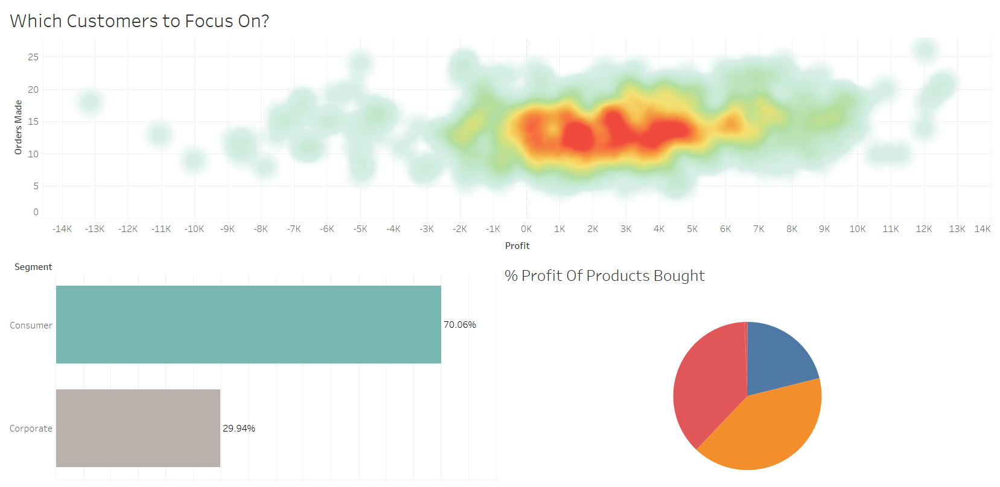 Which Customers to Focus On?
Orders Made
25
20
15
10
5
0
-14K -13K -12K -11K -10K -9K -8K -7K -6K -5K -4K -3K -2K -1K 0K 1K 2K 3K 4K 5K 6K 7K 8K 9K 10K 11K 12K 13K 14K
Profit
Segment
Consumer 70.06%
Corporate 29.94%
% Profit Of Products Bought